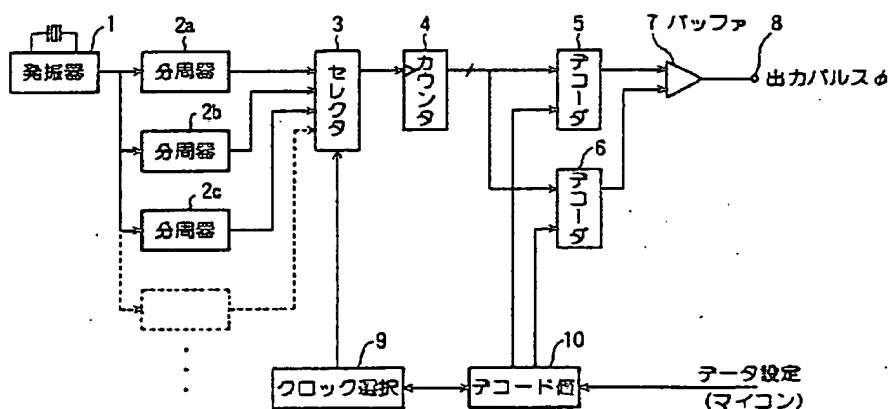 1
発振器
2a
分周器
2b
分周器
2c
分周器
3
セレクタ
4
カウンタ
5
デコーダ
6
デコーダ
7 バッファ
8
出力パルスφ
9
クロック選択
10
デコード値
データ設定
(マイコン)